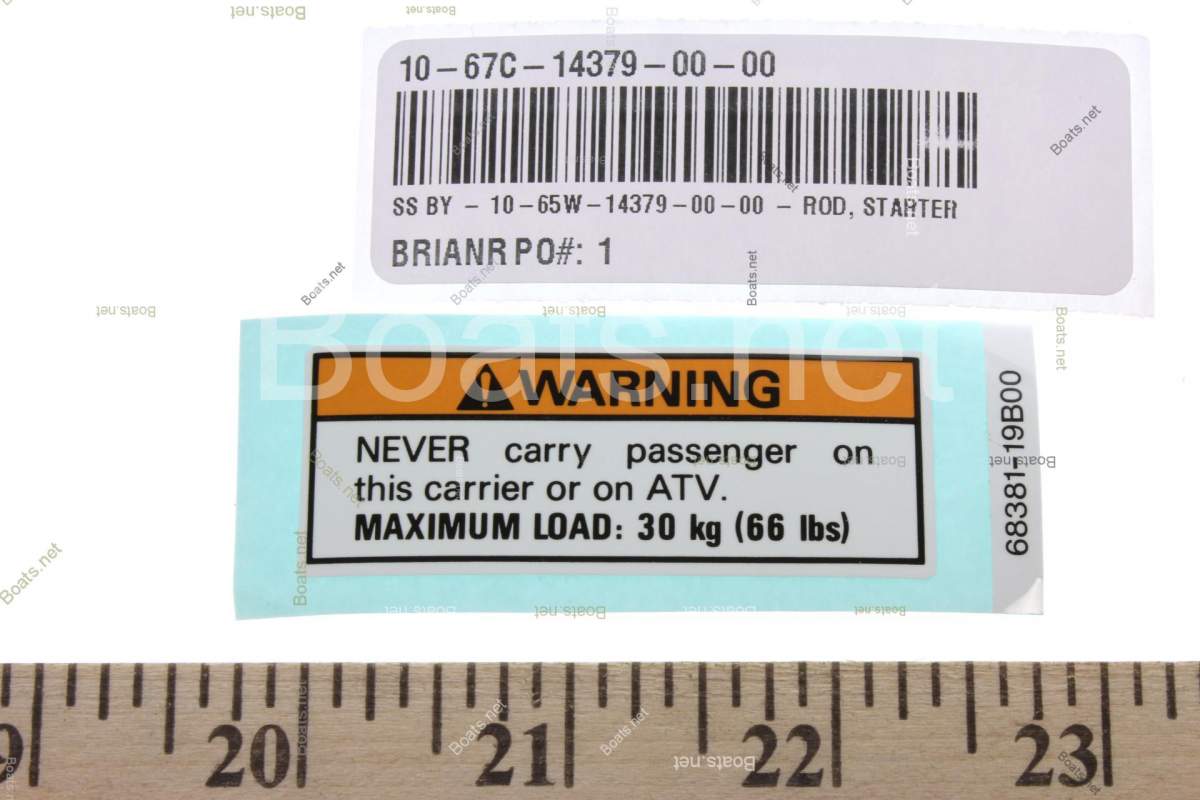 10-67C-14379-00-00
SS BY - 10-65W-14379-00-00 - ROD, STARTER
BRIANR PO#: 1
Boats.net
WARNING
NEVER carry passenger on
this carrier or on ATV.
MAXIMUM LOAD: 30 kg (66 lbs)
68381-19B00
20 21 22 23